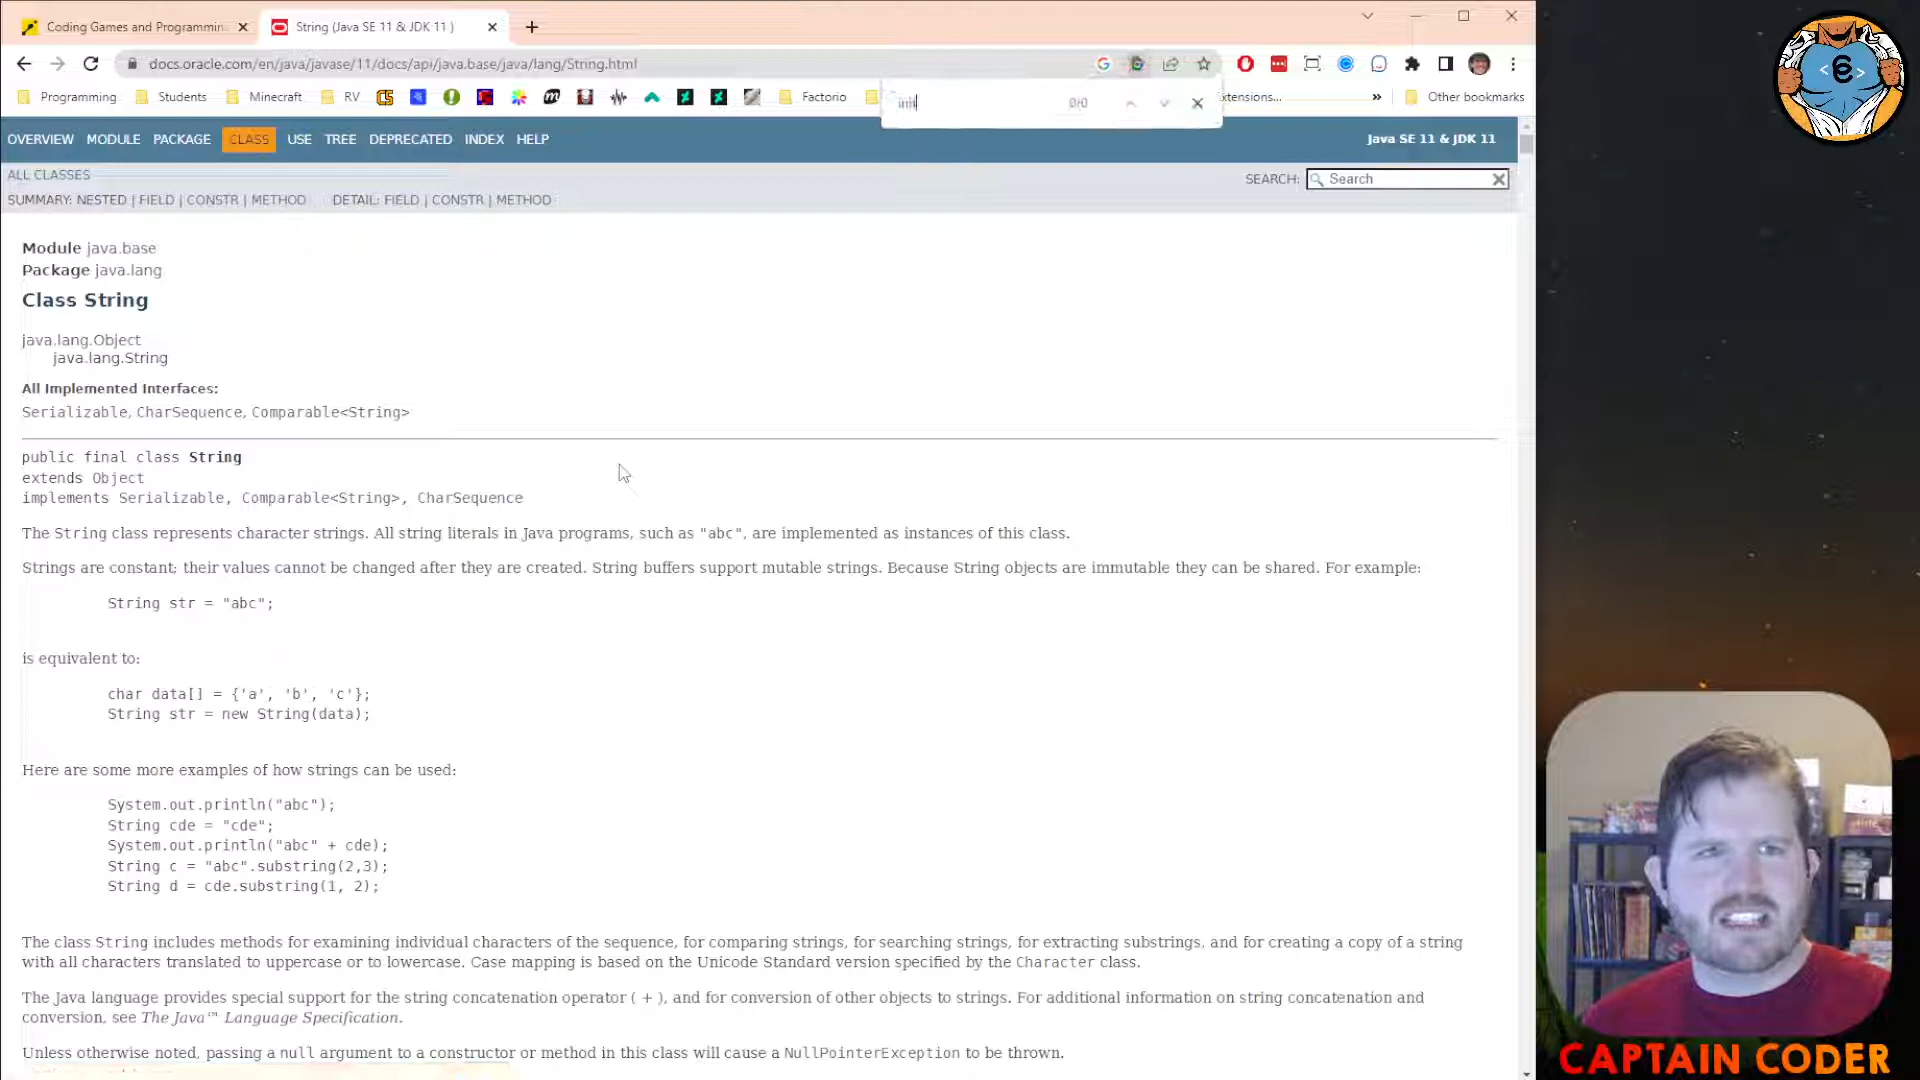 Coding Games and Programmin
String (Java SE 11 & JDK 11 )
docs.oracle.com/en/java/javase/11/docs/api/java.base/java/lang/String.html
Programming
Students
Minecraft
RV
Factorio
0/0
xtensions...
»
Other bookmarks
OVERVIEW MODULE PACKAGE CLASS USE TREE DEPRECATED INDEX HELP
Java SE 11 & JDK 11
ALL CLASSES
SEARCH: Search
SUMMARY: NESTED | FIELD | CONSTR | METHOD DETAIL: FIELD | CONSTR | METHOD
Module java.base
Package java.lang
Class String
java.lang.Object
java.lang.String
All Implemented Interfaces:
Serializable, CharSequence, Comparable<String>
public final class String
extends Object
implements Serializable, Comparable<String>, CharSequence
The String class represents character strings. All string literals in Java programs, such as "abc", are implemented as instances of this class.
Strings are constant; their values cannot be changed after they are created. String buffers support mutable strings. Because String objects are immutable they can be shared. For example:
String str = "abc";
is equivalent to:
char data[] = {'a', 'b', 'c'};
String str = new String(data);
Here are some more examples of how strings can be used:
System.out.println("abc");
String cde = "cde";
System.out.println("abc" + cde);
String c = "abc".substring(2,3);
String d = cde.substring(1, 2);
The class String includes methods for examining individual characters of the sequence, for comparing strings, for searching strings, for extracting substrings, and for creating a copy of a string
with all characters translated to uppercase or to lowercase. Case mapping is based on the Unicode Standard version specified by the Character class.
The Java language provides special support for the string concatenation operator ( + ), and for conversion of other objects to strings. For additional information on string concatenation and
conversion, see The Java™ Language Specification.
Unless otherwise noted, passing a null argument to a constructor or method in this class will cause a NullPointerException to be thrown.
CAPTAIN CODER